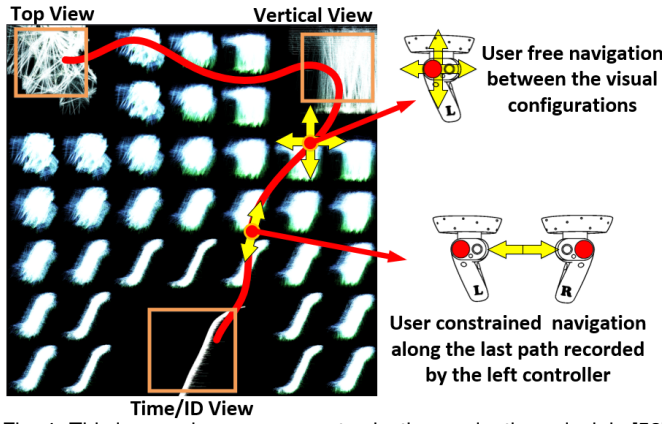 Top View
Vertical View
User free navigation
between the visual
configurations
L
L
R
User constrained navigation
along the last path recorded
by the left controller
Time/ID View